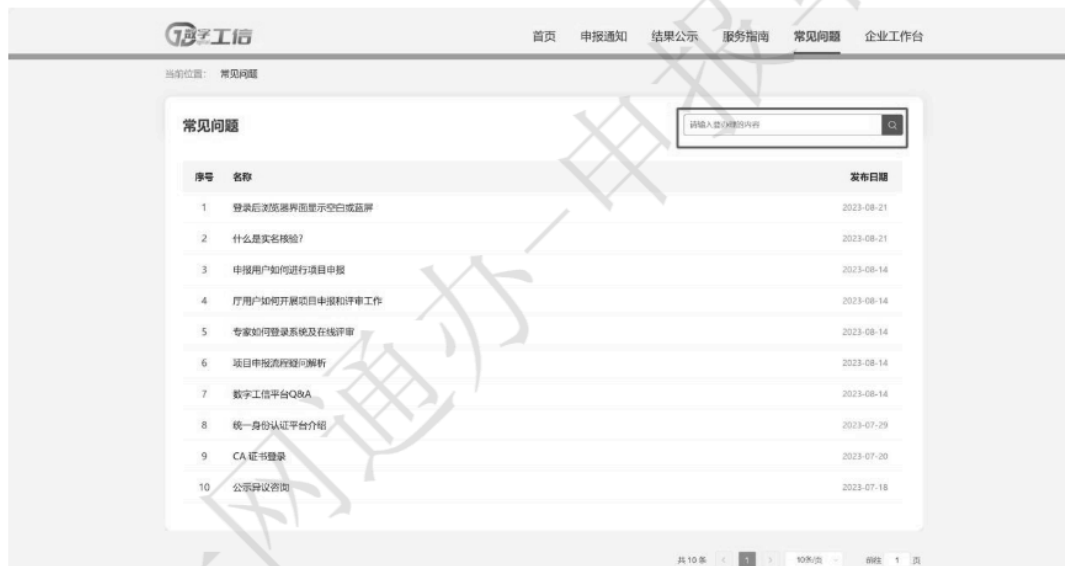 数字工信
首页 申报通知 结果公示 服务指南 常见问题 企业工作台
当前位置： 常见问题
常见问题
序号 名称 发布日期
1 登录后浏览器界面显示空白或蓝屏 2023-08-21
2 什么是实名核验? 2023-08-21
3 申报用户如何进行项目申报 2023-08-14
4 厅用户如何开展项目申报和评审工作 2023-08-14
5 专家如何登录系统及在线评审 2023-08-14
6 项目申报流程疑问解析 2023-08-14
7 数字工信平台Q&A 2023-08-14
8 统一身份认证平台介绍 2023-07-29
9 CA 证书登录 2023-07-20
10 公示异议咨询 2023-07-18
共 10 条 < 1 > 10条/页 前往 1 页
网通办—申报